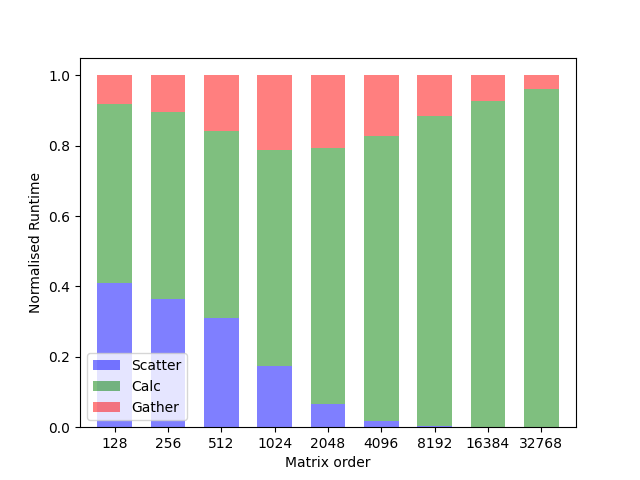 1.0
0.8
0.6
0.4
0.2
0.0
Normalised Runtime
Scatter
Calc
Gather
128 256 512 1024 2048 4096 8192 16384 32768
Matrix order